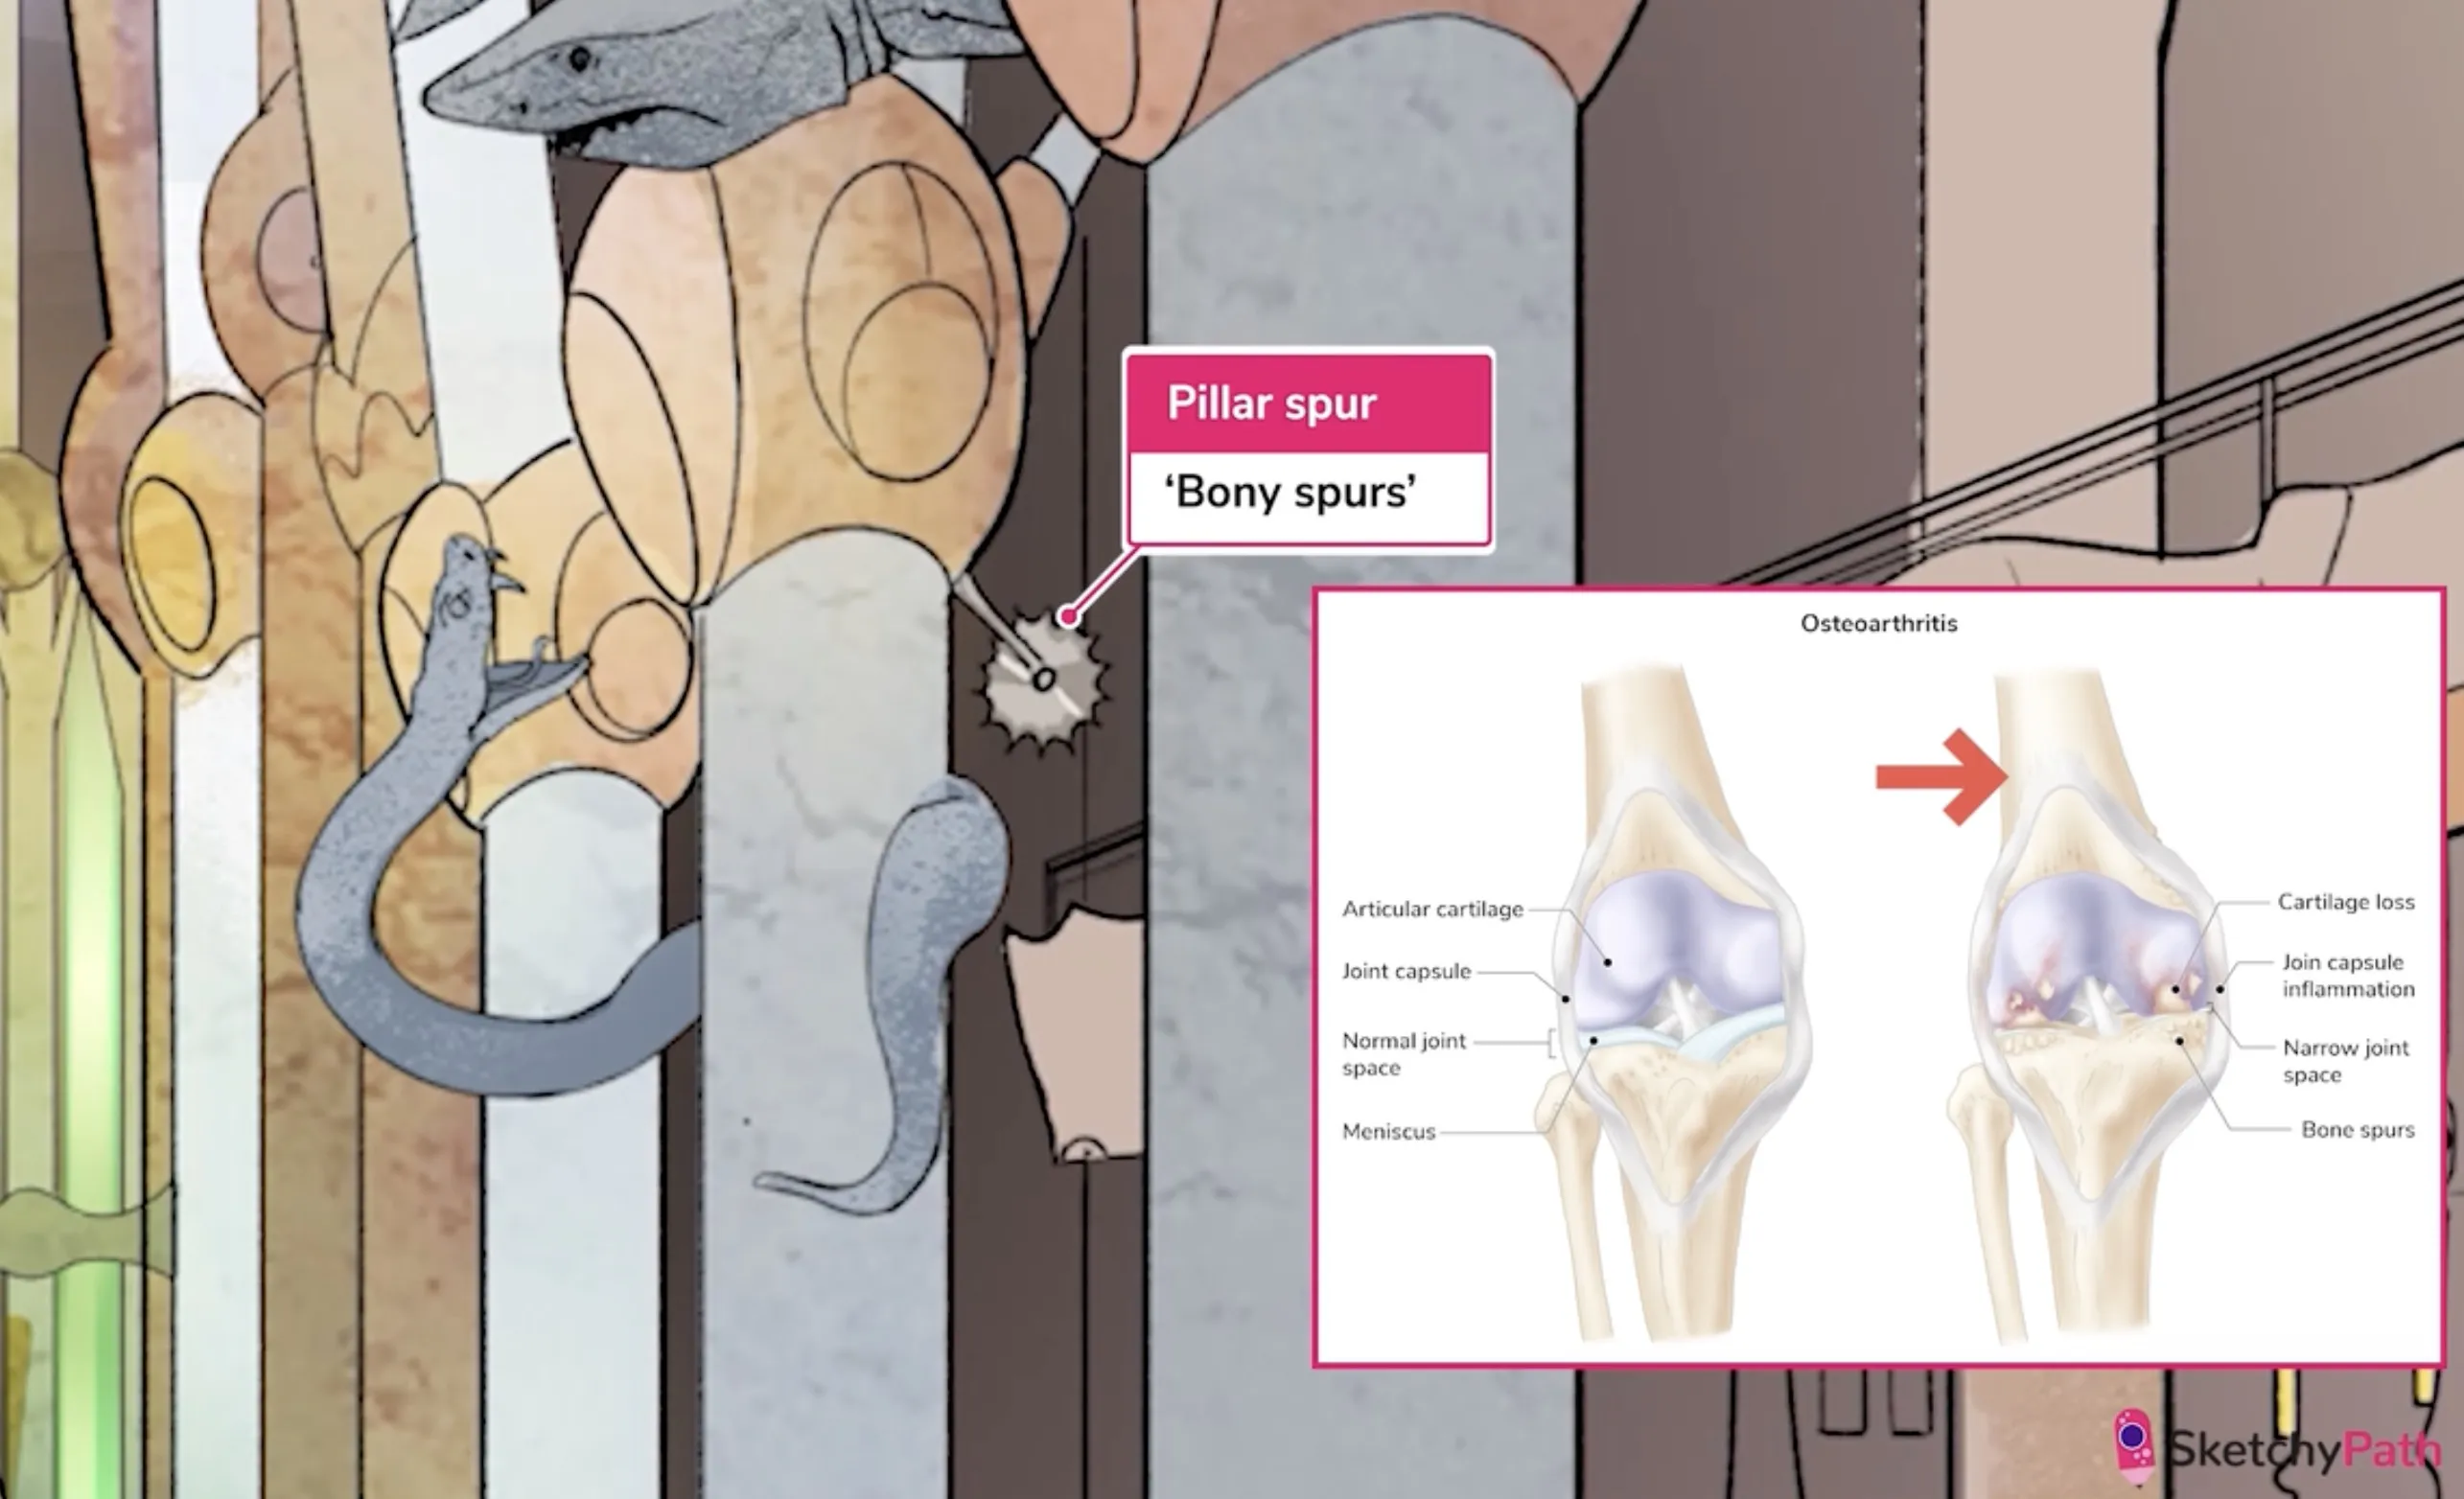 Pillar spur
‘Bony spurs’
Osteoarthritis
Articular cartilage
Joint capsule
Normal joint
space
Meniscus
Cartilage loss
Join capsule
inflammation
Narrow joint
space
Bone spurs
SketchyPath